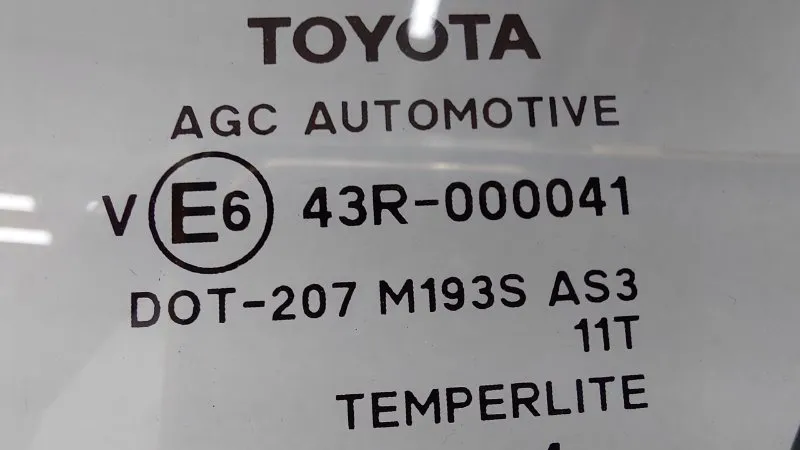 TOYOTA
AGC AUTOMOTIVE
V E6 43R-000041
DOT-207 M193S AS3
11T
TEMPERLITE